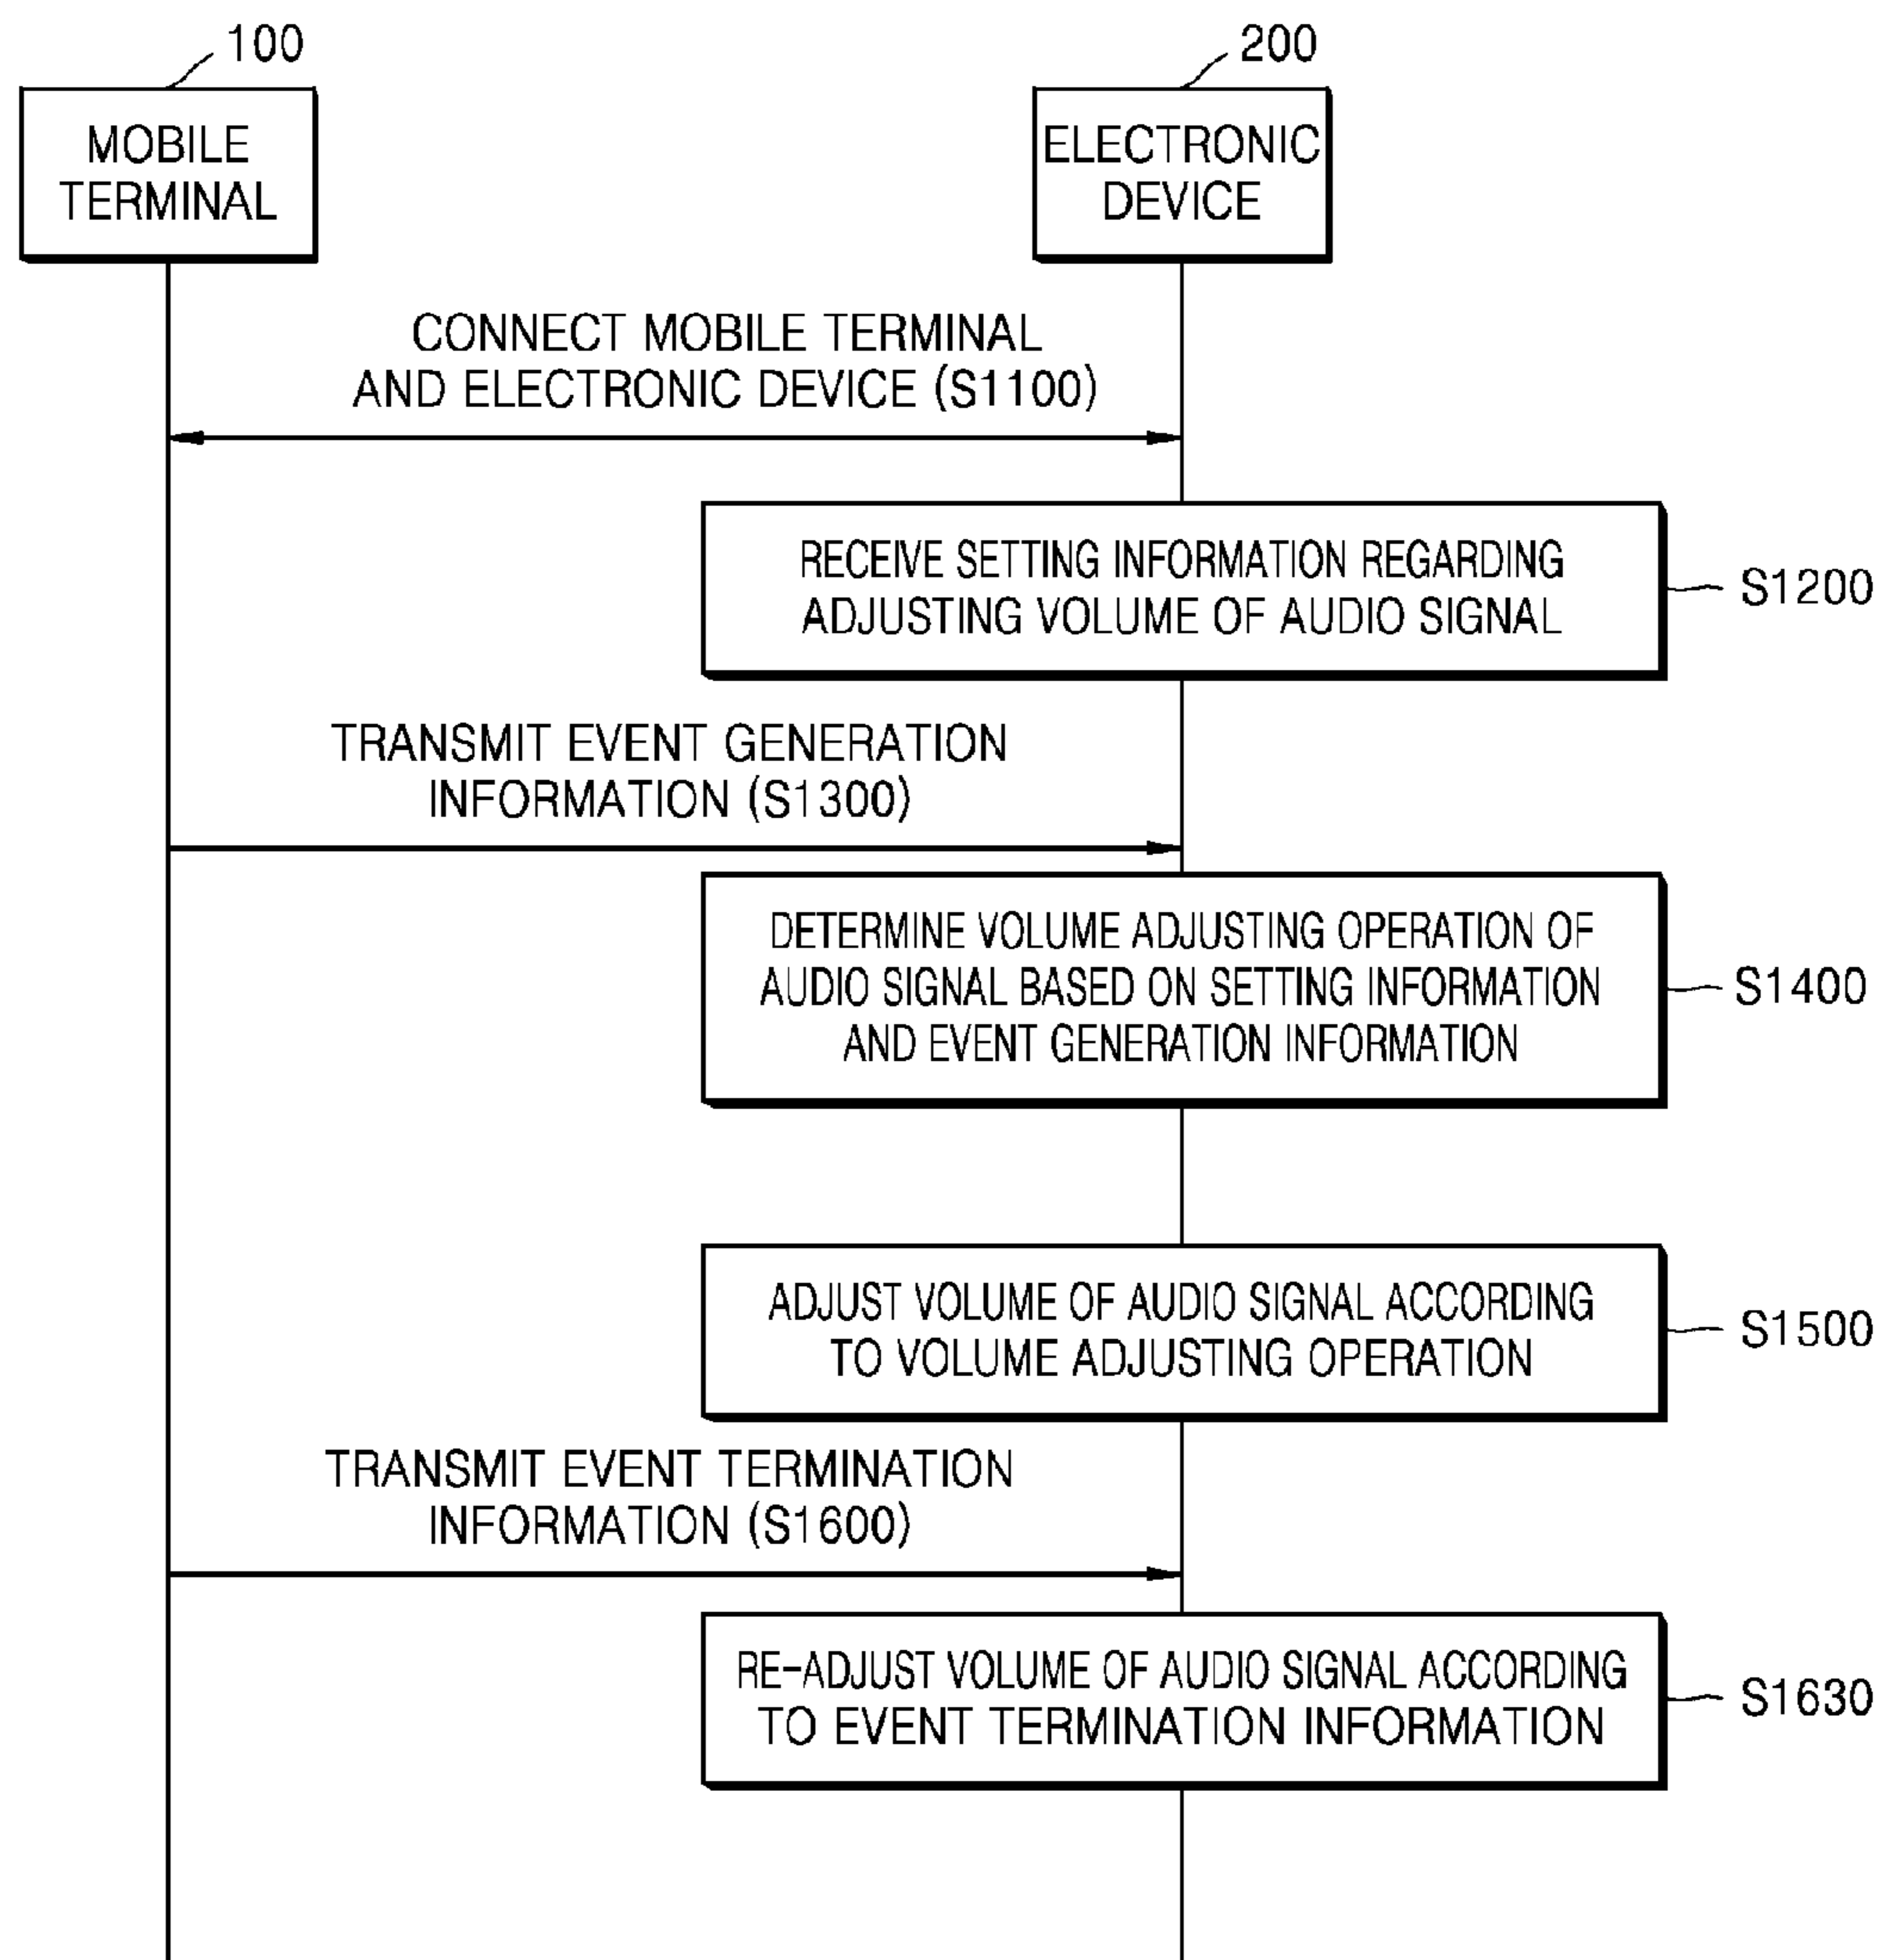 100
200
MOBILE
TERMINAL
ELECTRONIC
DEVICE
CONNECT MOBILE TERMINAL
AND ELECTRONIC DEVICE (S1100)
RECEIVE SETTING INFORMATION REGARDING
ADJUSTING VOLUME OF AUDIO SIGNAL
S1200
TRANSMIT EVENT GENERATION
INFORMATION (S1300)
DETERMINE VOLUME ADJUSTING OPERATION OF
AUDIO SIGNAL BASED ON SETTING INFORMATION
AND EVENT GENERATION INFORMATION
S1400
ADJUST VOLUME OF AUDIO SIGNAL ACCORDING
TO VOLUME ADJUSTING OPERATION
S1500
TRANSMIT EVENT TERMINATION
INFORMATION (S1600)
RE-ADJUST VOLUME OF AUDIO SIGNAL ACCORDING
TO EVENT TERMINATION INFORMATION
S1630